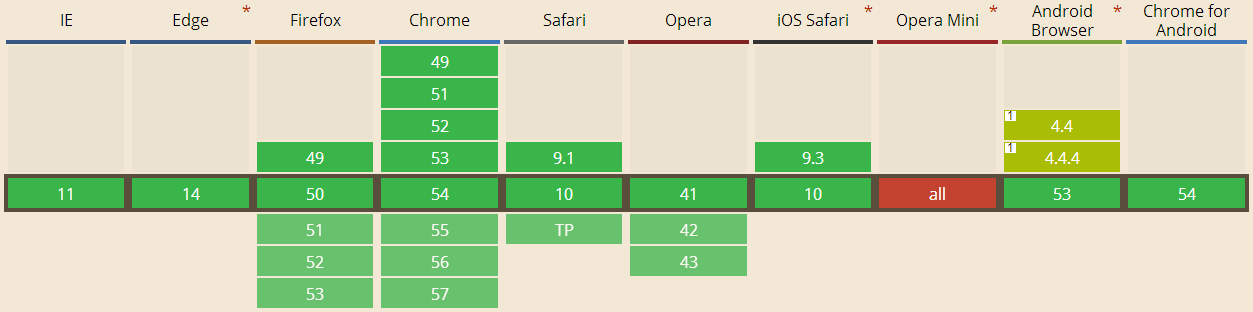 IE Edge * Firefox Chrome Safari Opera iOS Safari * Opera Mini * Android Browser * Chrome for Android
49
51
1 52 4.4
49 53 9.1 9.3 1 4.4.4
11 14 50 54 10 41 10 all 53 54
51 55 TP 42
52 56 43
53 57